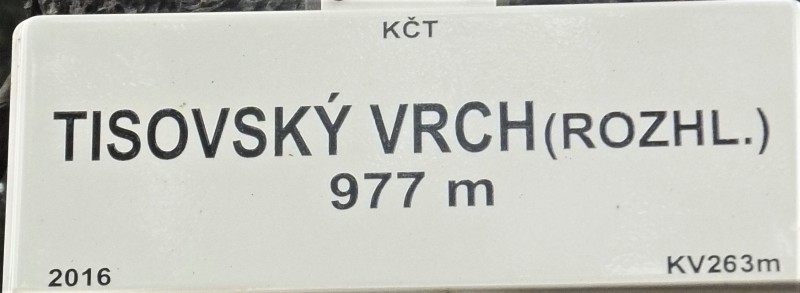 KČT
TISOVSKÝ VRCH (ROZHL.)
977 m
2016
KV263m